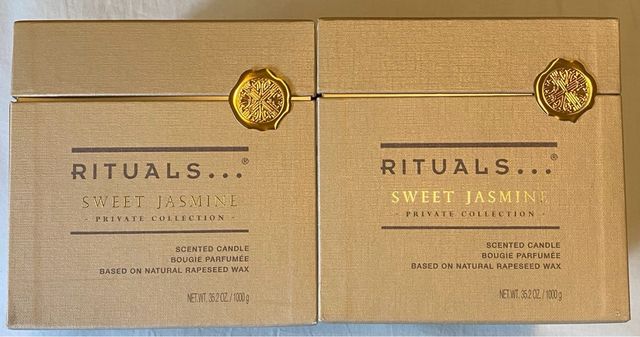 RITUALS...®
SWEET JASMINE
- PRIVATE COLLECTION -
SCENTED CANDLE
BOUGIE PARFUMÉE
BASED ON NATURAL RAPESEED WAX
NET.WT. 35.2 OZ. / 1000 g
RITUALS...®
SWEET JASMINE
- PRIVATE COLLECTION -
SCENTED CANDLE
BOUGIE PARFUMÉE
BASED ON NATURAL RAPESEED WAX
NET.WT. 35.2 OZ. / 1000 g